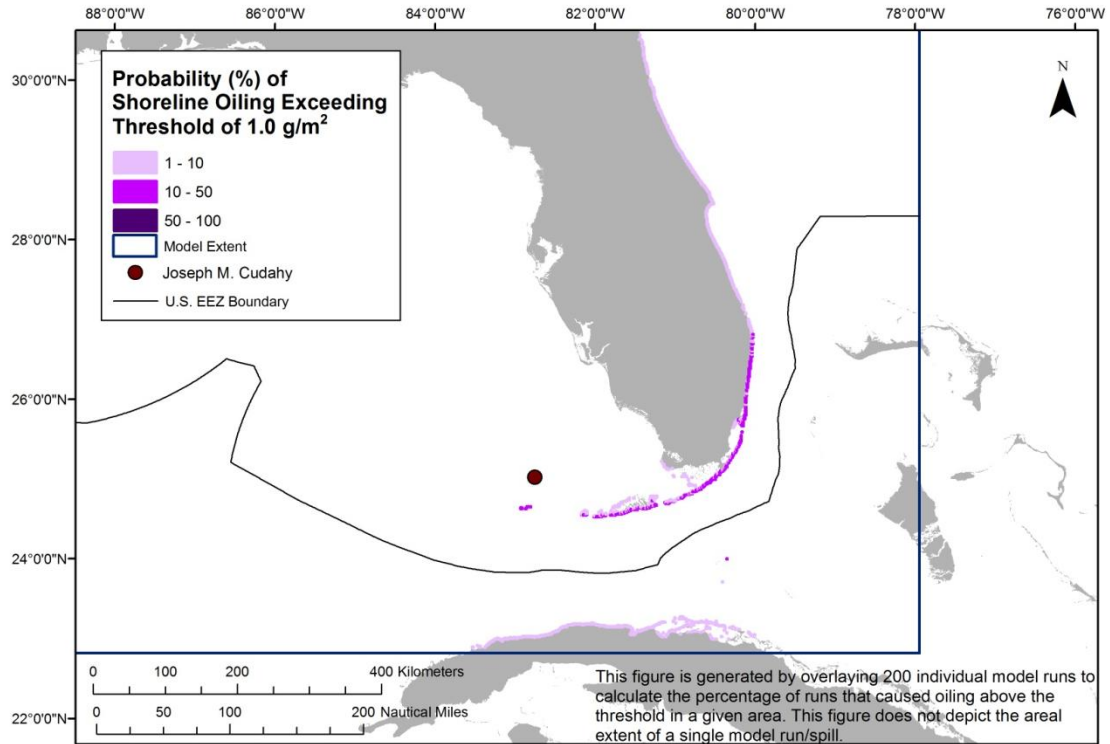 88°0'0"W 86°0'0"W 84°0'0"W 82°0'0"W 80°0'0"W 78°0'0"W 76°0'0"W
30°0'0"N
28°0'0"N
26°0'0"N
24°0'0"N
22°0'0"N
Probability (%) of
Shoreline Oiling Exceeding
Threshold of 1.0 g/m²
1 - 10
10 - 50
50 - 100
Model Extent
Joseph M. Cudahy
U.S. EEZ Boundary
N
0 100 200 400 Kilometers
0 50 100 200 Nautical Miles
This figure is generated by overlaying 200 individual model runs to
calculate the percentage of runs that caused oiling above the
threshold in a given area. This figure does not depict the areal
extent of a single model run/spill.